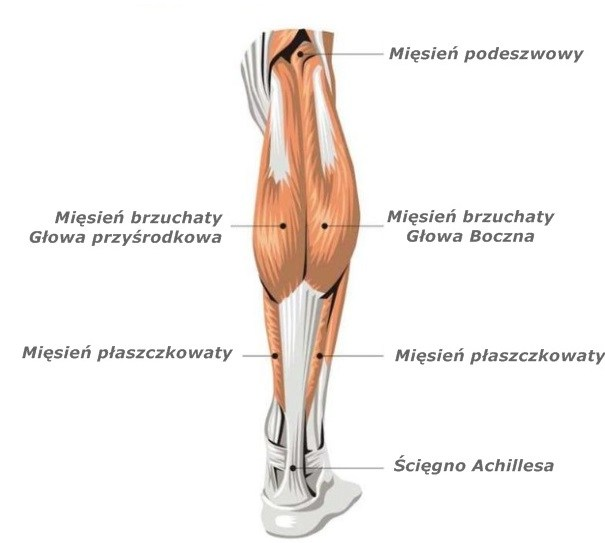 Mięsień podeszwowy
Mięsień brzuchaty
Głowa przyśrodkowa
Mięsień brzuchaty
Głowa Boczna
Mięsień płaszczkowaty
Mięsień płaszczkowaty
Ścięgno Achillesa